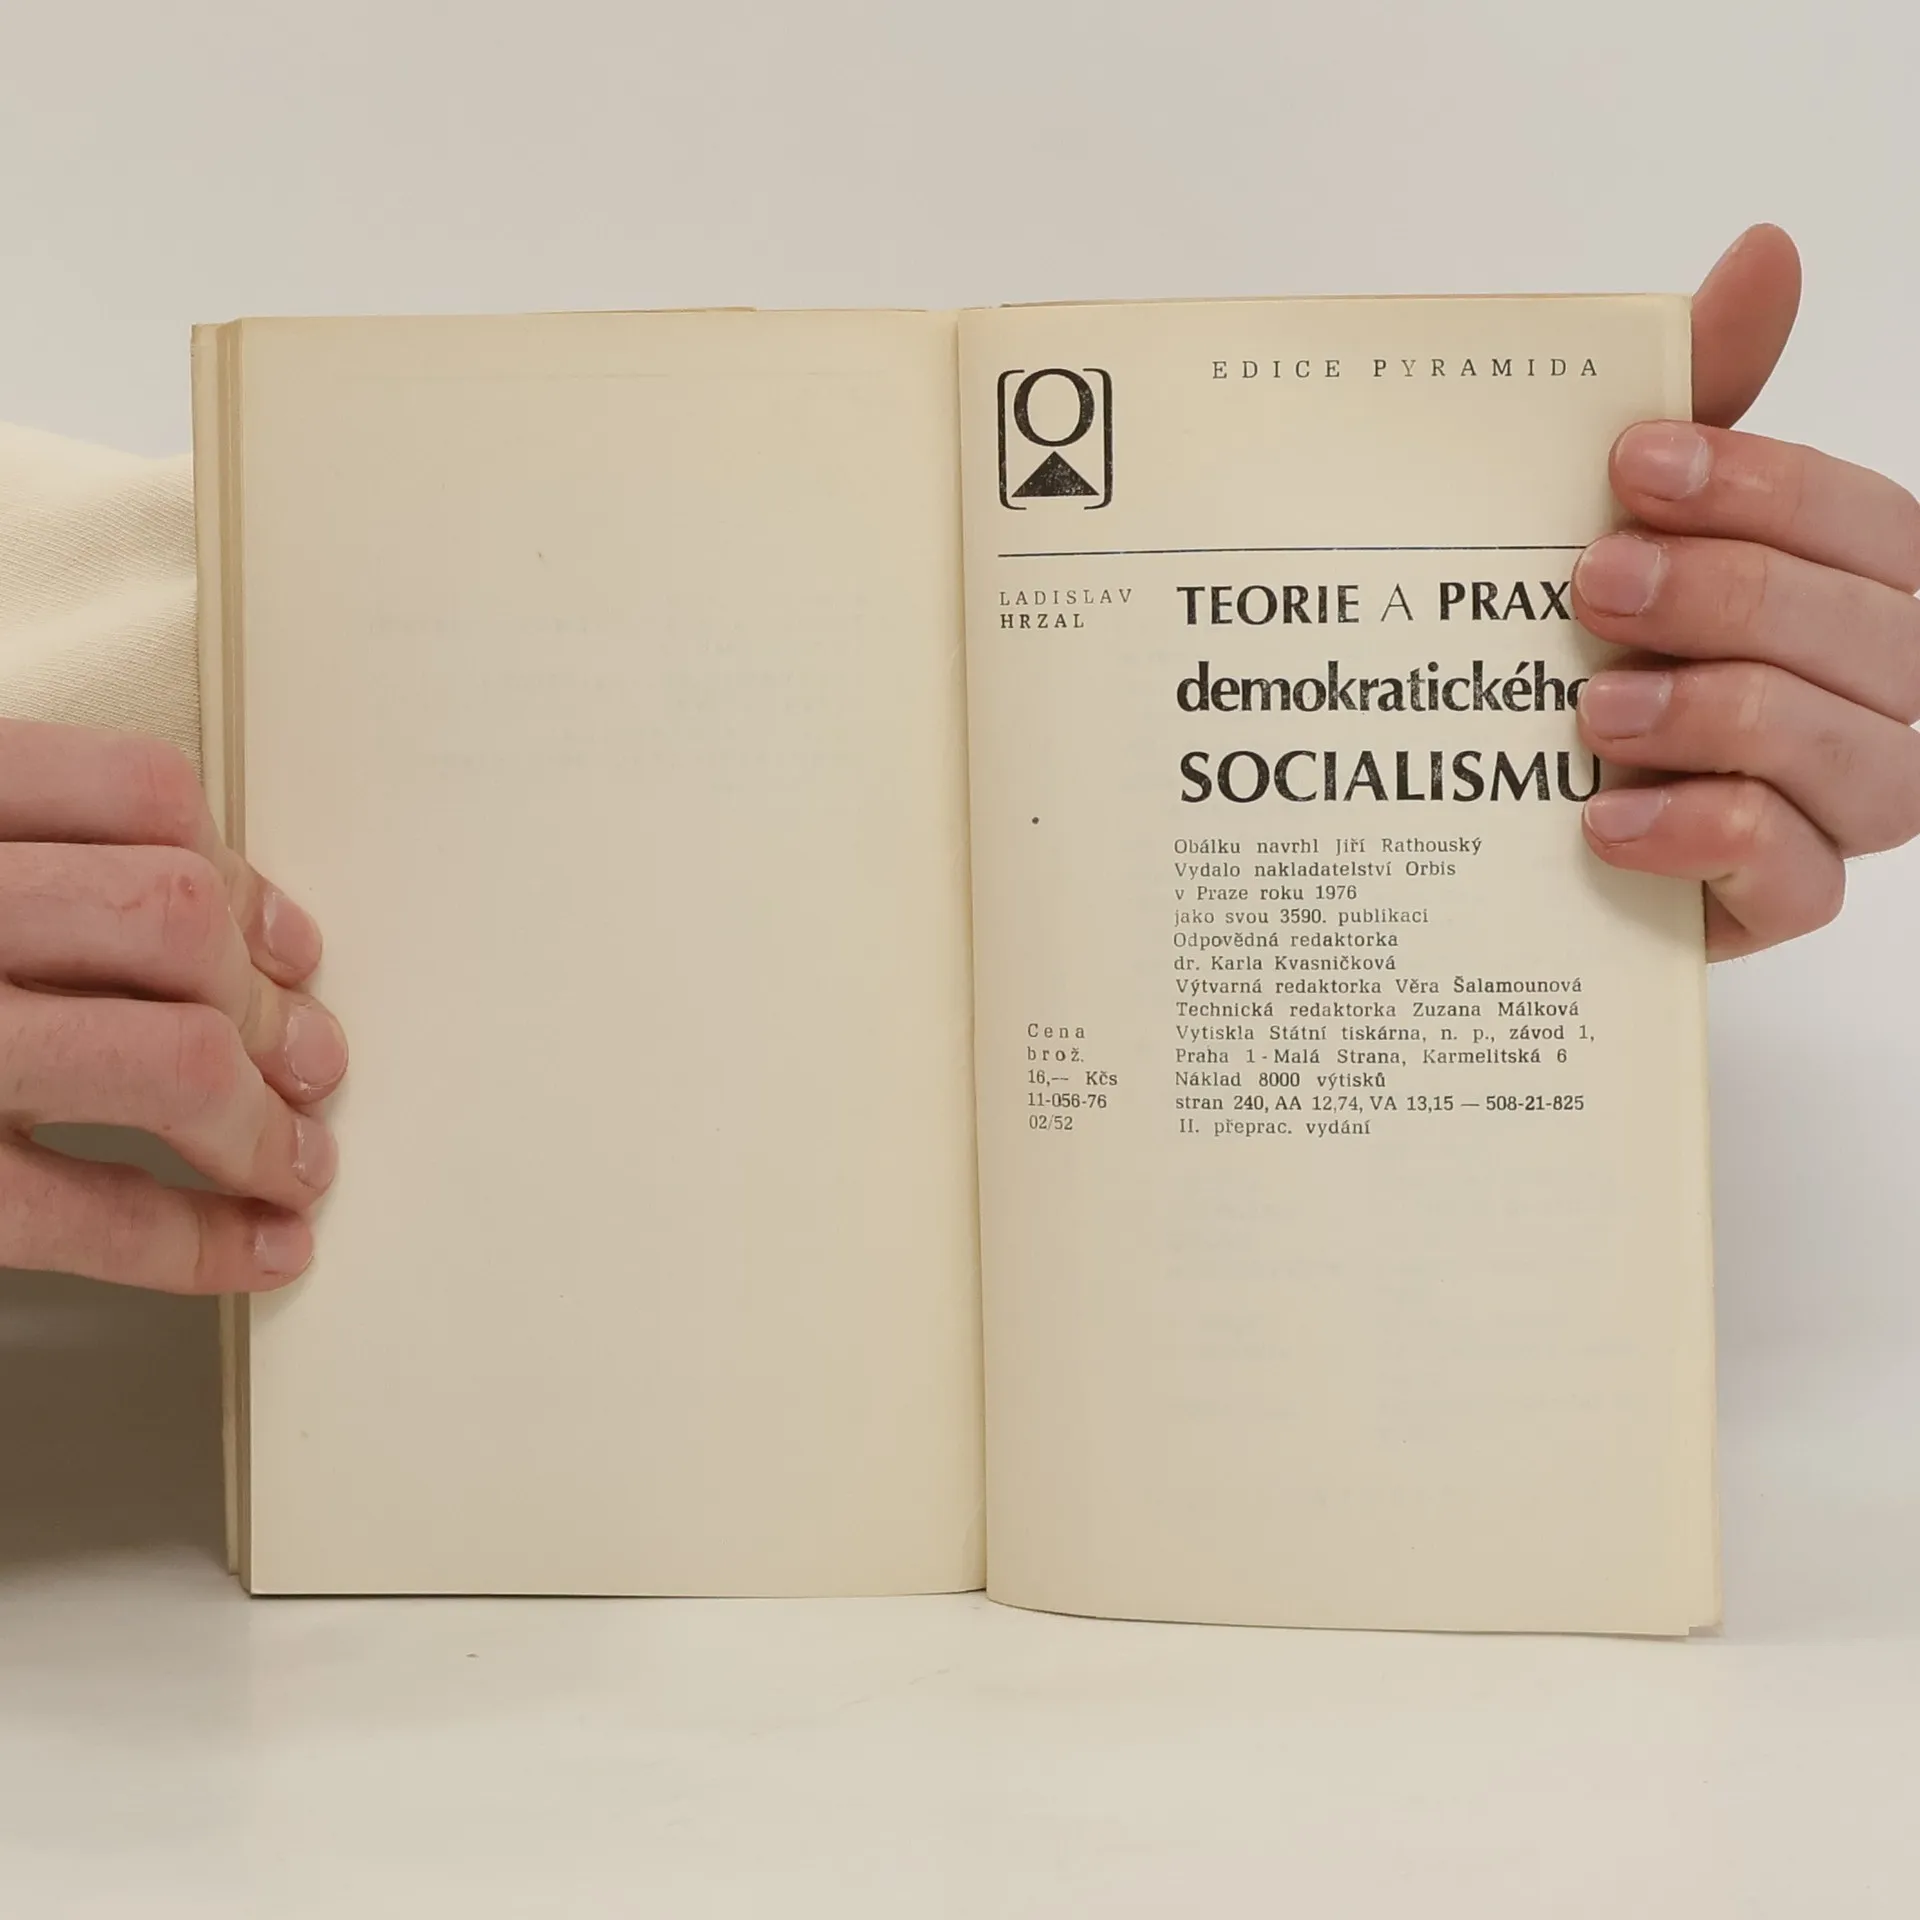 EDICE PYRAMIDA
O
LADISLAV
HRZAL
TEORIE A PRAX
demokratického
SOCIALISMU
Obálku navrhl Jiří Rathouský
Vydalo nakladatelství Orbis
v Praze roku 1976
jako svou 3590. publikaci
Odpovědná redaktorka
dr. Karla Kvasničková
Výtvarná redaktorka Věra Šalamounová
Technická redaktorka Zuzana Málková
Vytiskla Státní tiskárna, n. p., závod 1,
Praha 1 - Malá Strana, Karmelitská 6
Náklad 8000 výtisků
stran 240, AA 12,74, VA 13,15 — 508-21-825
II. přeprac. vydání
Cena
brož.
16,— Kčs
11-056-76
02/52